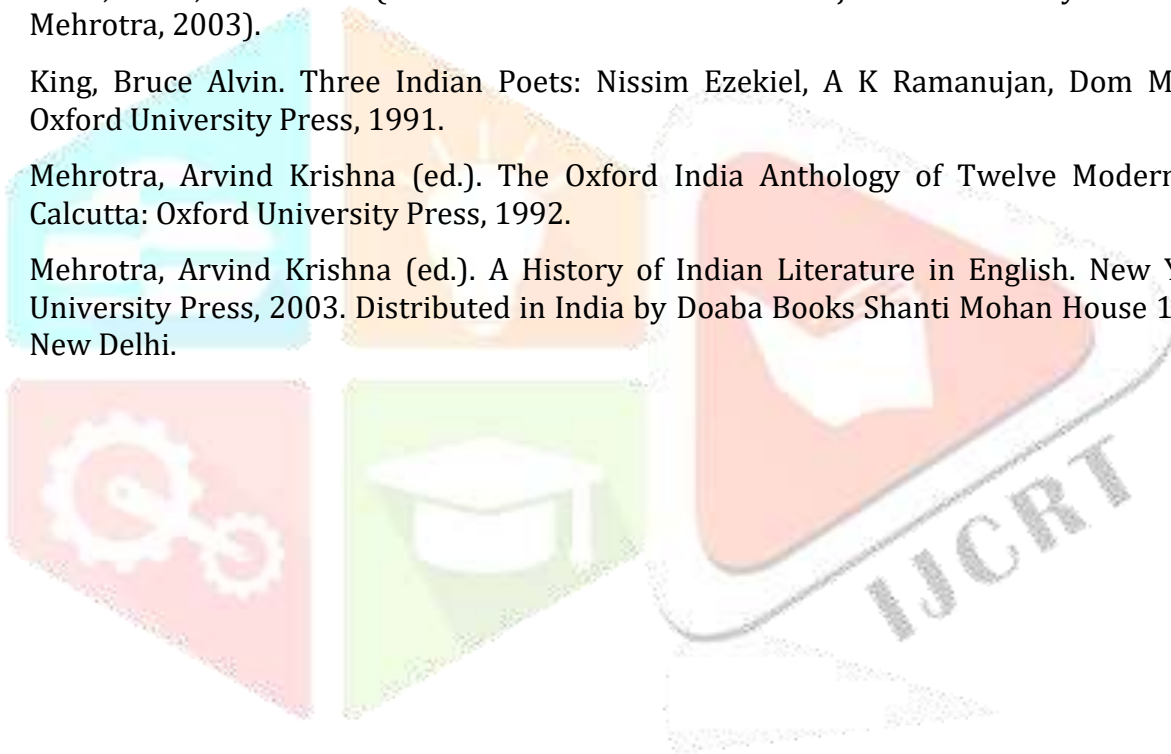 Mehrotra, 2003).
King, Bruce Alvin. Three Indian Poets: Nissim Ezekiel, A K Ramanujan, Dom M
Oxford University Press, 1991.
Mehrotra, Arvind Krishna (ed.). The Oxford India Anthology of Twelve Modern
Calcutta: Oxford University Press, 1992.
Mehrotra, Arvind Krishna (ed.). A History of Indian Literature in English. New Y
University Press, 2003. Distributed in India by Doaba Books Shanti Mohan House 1
New Delhi.
IJCRT